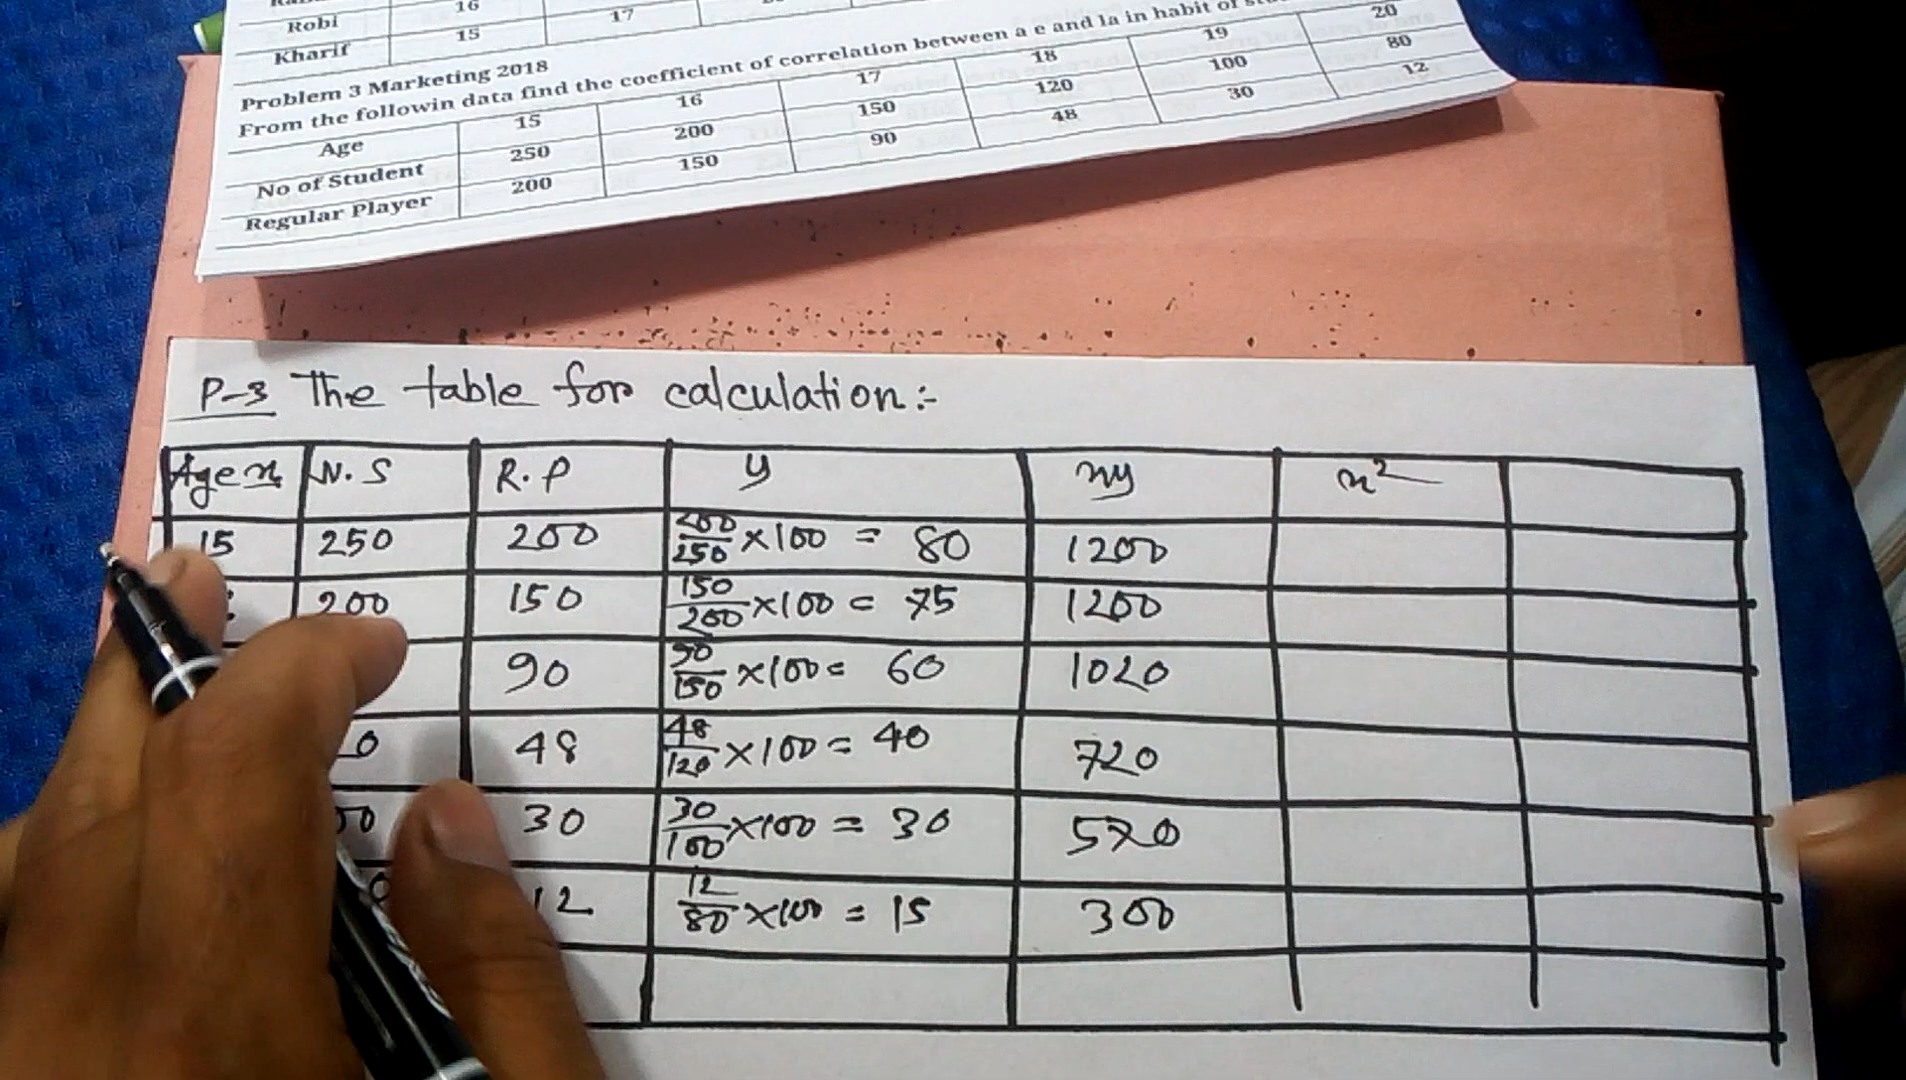 Robi 16 17
Kharif 15
Problem 3 Marketing 2018
From the followin data find the coefficient of correlation between a e and la in habit of
Age 15 16 17 18 19 20
No of Student 250 200 150 120 100 80
Regular Player 200 150 90 48 30 12
P-3 The table for calculation:-
Age x N.S R.P y xy x²
15 250 200 200/250 ×100 = 80 1200
200 150 150/200 ×100 = 75 1200
90 90/150 ×100 = 60 1020
0 48 48/120 ×100 = 40 720
30 30/100 ×100 = 30 570
12 12/80 ×100 = 15 300